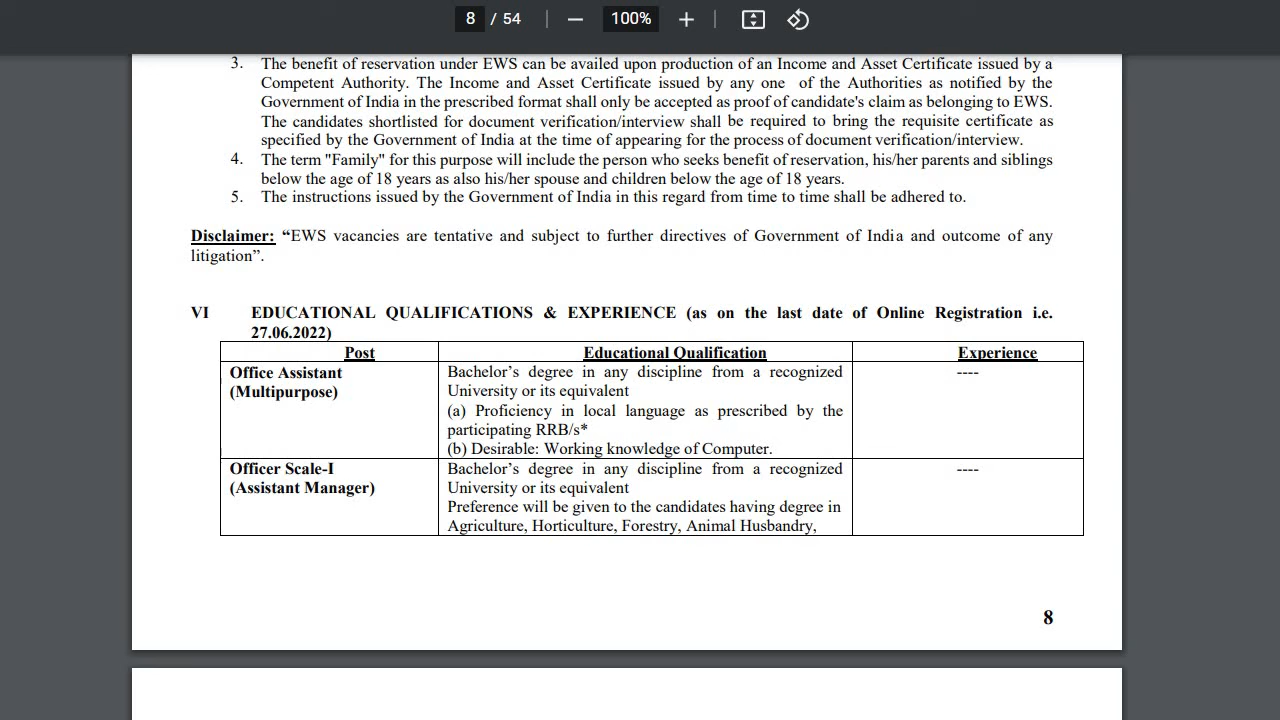 8 / 54 100%
3. The benefit of reservation under EWS can be availed upon production of an Income and Asset Certificate issued by a
Competent Authority. The Income and Asset Certificate issued by any one of the Authorities as notified by the
Government of India in the prescribed format shall only be accepted as proof of candidate's claim as belonging to EWS.
The candidates shortlisted for document verification/interview shall be required to bring the requisite certificate as
specified by the Government of India at the time of appearing for the process of document verification/interview.
4. The term "Family" for this purpose will include the person who seeks benefit of reservation, his/her parents and siblings
below the age of 18 years as also his/her spouse and children below the age of 18 years.
5. The instructions issued by the Government of India in this regard from time to time shall be adhered to.
Disclaimer: “EWS vacancies are tentative and subject to further directives of Government of India and outcome of any
litigation”.
VI EDUCATIONAL QUALIFICATIONS & EXPERIENCE (as on the last date of Online Registration i.e.
27.06.2022)
Post Educational Qualification Experience
Office Assistant Bachelor’s degree in any discipline from a recognized ----
(Multipurpose) University or its equivalent
(a) Proficiency in local language as prescribed by the
participating RRB/s*
(b) Desirable: Working knowledge of Computer.
Officer Scale-I Bachelor’s degree in any discipline from a recognized ----
(Assistant Manager) University or its equivalent
Preference will be given to the candidates having degree in
Agriculture, Horticulture, Forestry, Animal Husbandry,
8